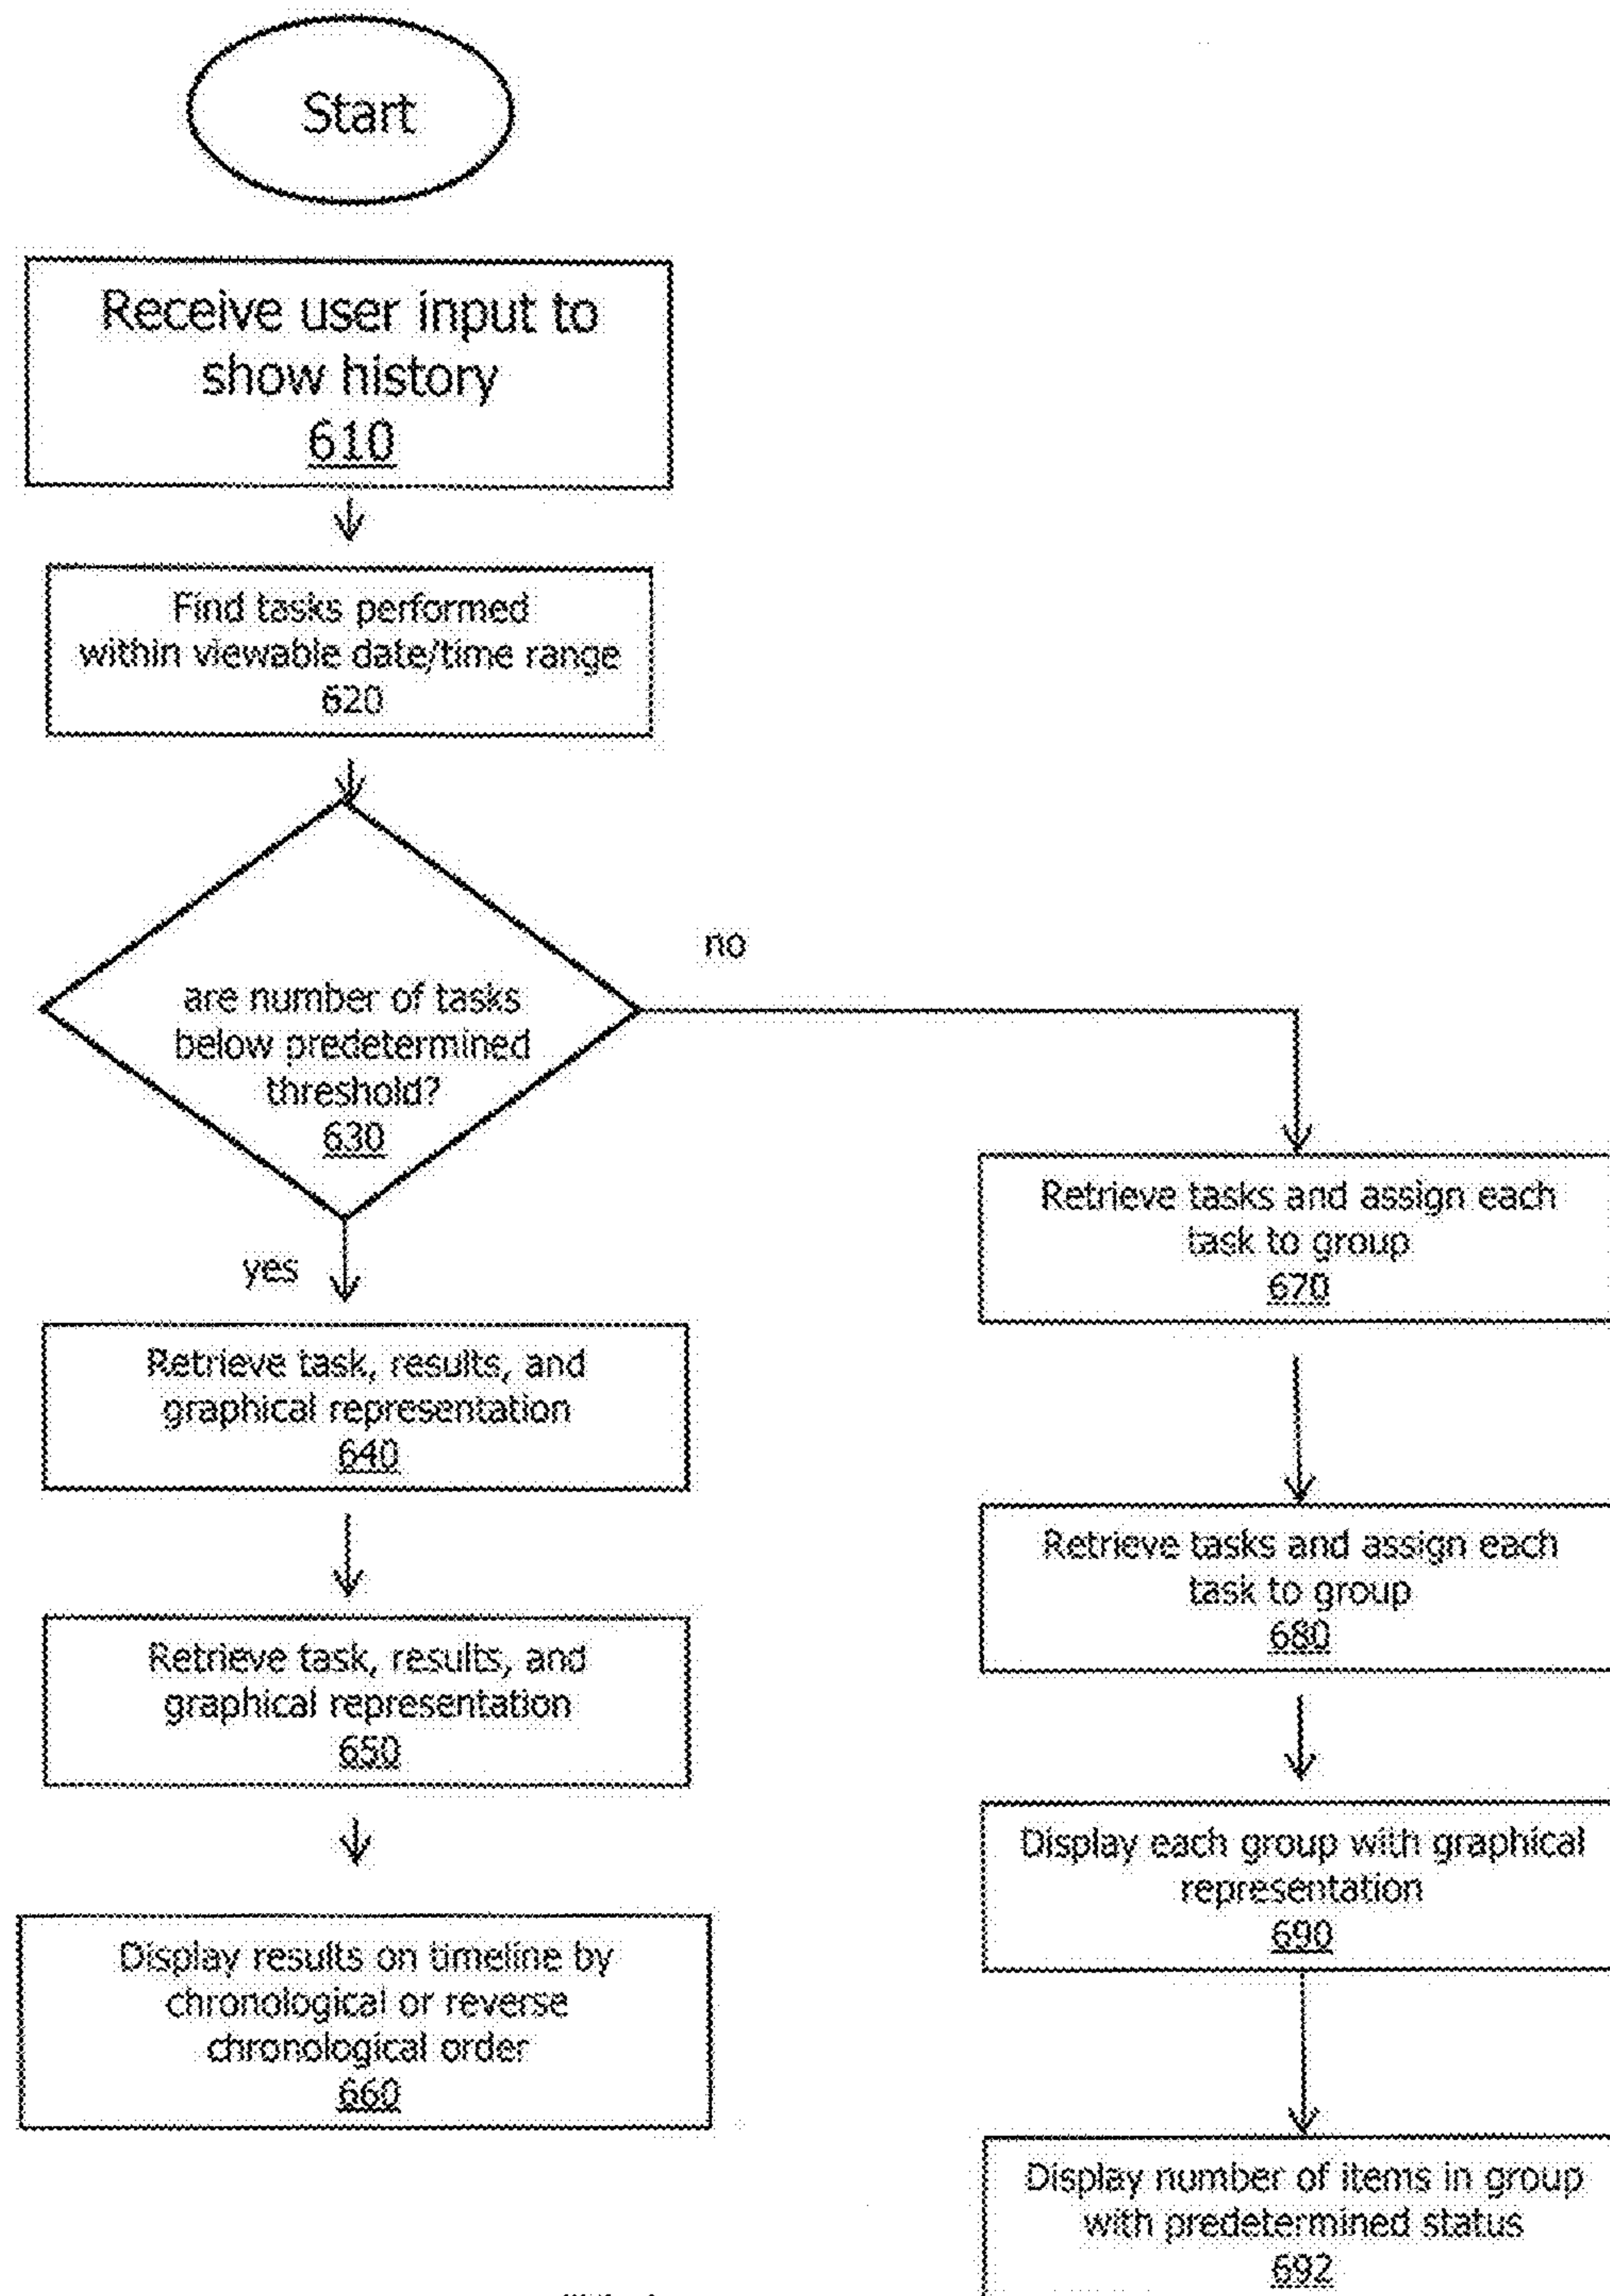 Start
Receive user input to
show history
610
Find tasks performed
within viewable date/time range
620
are number of tasks
below predetermined
threshold?
630
no
yes
Retrieve task, results, and
graphical representation
640
Retrieve task, results, and
graphical representation
650
Display results on timeline by
chronological or reverse
chronological order
660
Retrieve tasks and assign each
task to group
670
Retrieve tasks and assign each
task to group
680
Display each group with graphical
representation
690
Display number of items in group
with predetermined status
692